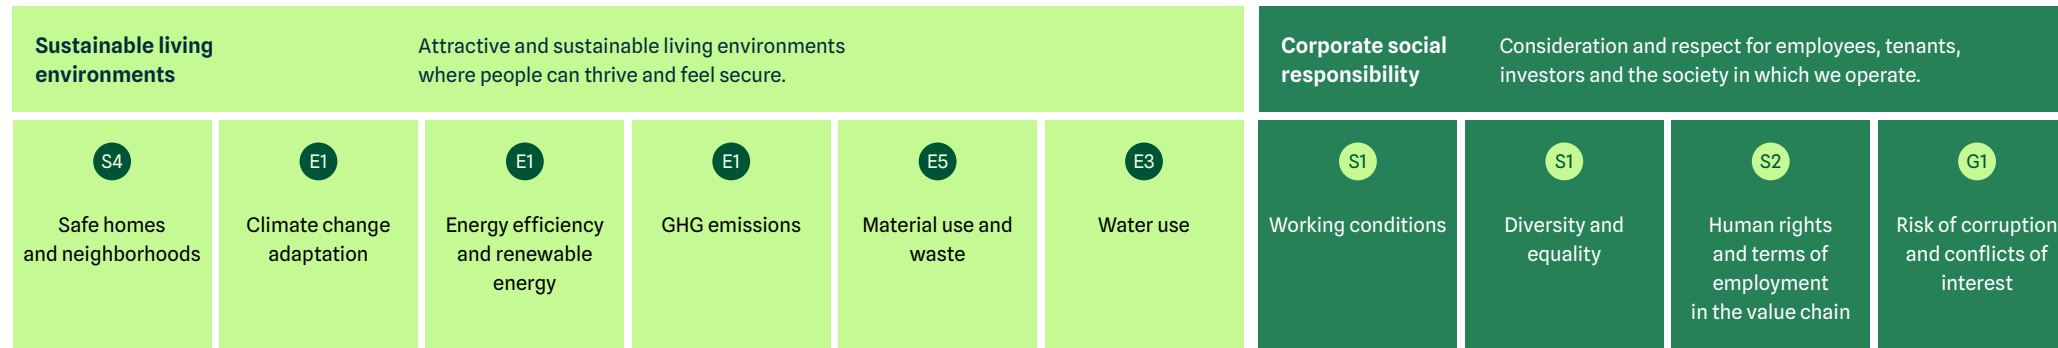 Sustainable living
environments
Attractive and sustainable living environments
where people can thrive and feel secure.
Corporate social
responsibility
Consideration and respect for employees, tenants,
investors and the society in which we operate.
S4
Safe homes
and neighborhoods
E1
Climate change
adaptation
E1
Energy efficiency
and renewable
energy
E1
GHG emissions
E5
Material use and
waste
E3
Water use
S1
Working conditions
S1
Diversity and
equality
S2
Human rights
and terms of
employment
in the value chain
G1
Risk of corruption
and conflicts of
interest